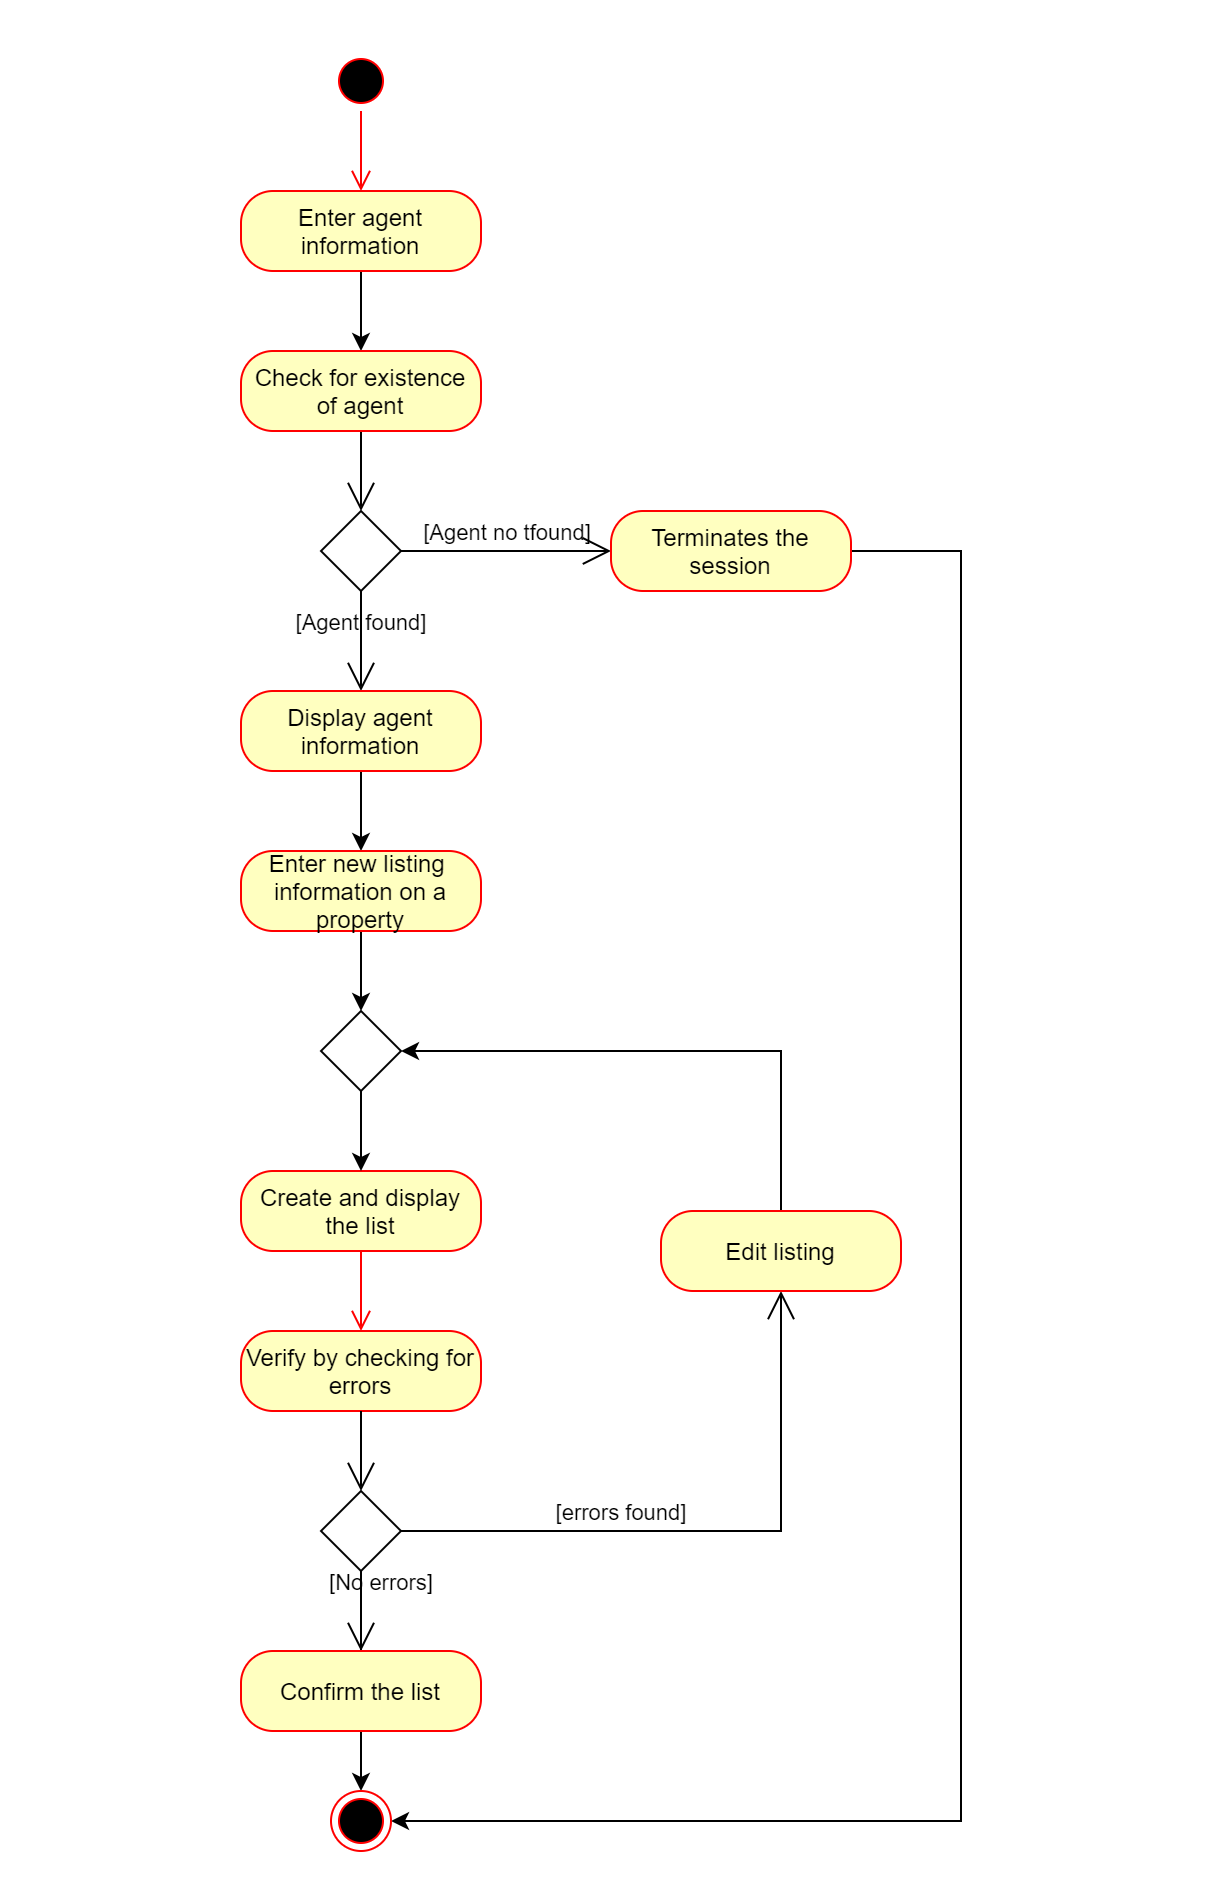 Enter agent
information
Check for existence
of agent
[Agent no tfound]
Terminates the
session
[Agent found]
Display agent
information
Enter new listing
information on a
property
Create and display
the list
Edit listing
Verify by checking for
errors
[errors found]
[No errors]
Confirm the list